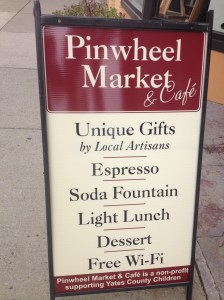 Pinwheel
Market
& Café
Unique Gifts
by Local Artisans
Espresso
Soda Fountain
Light Lunch
Dessert
Free Wi-Fi
Pinwheel Market & Café is a non-profit
supporting Yates County Children